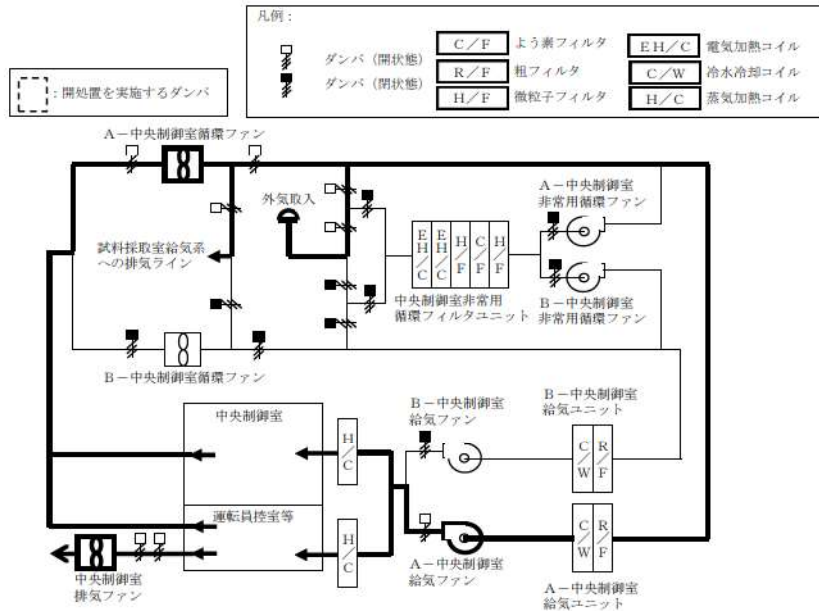 凡例：
ダンパ（開状態）
ダンパ（閉状態）
C／F
よう素フィルタ
R／F
粗フィルタ
H／F
微粒子フィルタ
EH／C
電気加熱コイル
C／W
冷水冷却コイル
H／C
蒸気加熱コイル
：開処置を実施するダンパ
A－中央制御室循環ファン
外気取入
試料採取室給気系
への排気ライン
EH／C
EH／C
H／F
C／F
H／F
中央制御室非常用
循環フィルタユニット
A－中央制御室
非常用循環ファン
B－中央制御室
非常用循環ファン
B－中央制御室循環ファン
中央制御室
H／C
B－中央制御室
給気ファン
B－中央制御室
給気ユニット
C／W
R／F
運転員控室等
H／C
中央制御室
排気ファン
A－中央制御室
給気ファン
C／W
R／F
A－中央制御室
給気ユニット